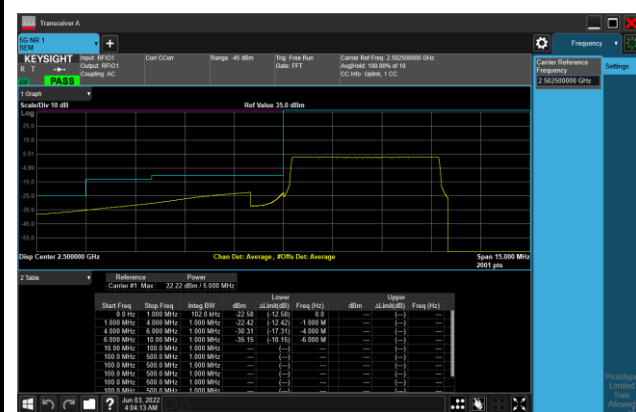 Transceiver A
5G NR 1
SEM
Frequency
KEYSIGHT
Input: RFIO1
Output: RFIO1
Coupling: AC
Corr CCorr
Range: -45 dBm
Trig: Free Run
Gate: FFT
Carrier Ref Freq: 2.502500000 GHz
Avg|Hold: 100.00% of 10
CC Info: Uplink, 1 CC
R T
PASS
Carrier Reference
Frequency
2.502500000 GHz
Settings
1 Graph
Scale/Div 10 dB
Ref Value 35.0 dBm
Log
25.0
15.0
5.01
-4.99
-15.0
-25.0
-35.0
-45.0
-55.0
Disp Center 2.500000 GHz
Chan Det: Average , #Offs Det: Average
Span 15.000 MHz
2001 pts
2 Table
Reference Power
Carrier #1 Max 22.22 dBm / 5.000 MHz
Lower Upper
Start Freq Stop Freq Integ BW dBm ΔLimit(dB) Freq (Hz) dBm ΔLimit(dB) Freq (Hz)
0.0 Hz 1.000 MHz 102.0 kHz -22.58 (-12.58) 0.0 --- (---) ---
1.000 MHz 4.000 MHz 1.000 MHz -22.42 (-12.42) -1.000 M --- (---) ---
4.000 MHz 6.000 MHz 1.000 MHz -30.31 (-17.31) -4.000 M --- (---) ---
6.000 MHz 10.00 MHz 1.000 MHz -35.15 (-10.15) -6.000 M --- (---) ---
10.00 MHz 100.0 MHz 1.000 MHz --- (---) --- --- (---) ---
100.0 MHz 500.0 MHz 1.000 MHz --- (---) --- --- (---) ---
100.0 MHz 500.0 MHz 1.000 MHz --- (---) --- --- (---) ---
100.0 MHz 500.0 MHz 1.000 MHz --- (---) --- --- (---) ---
100.0 MHz 500.0 MHz 1.000 MHz --- (---) --- --- (---) ---
Prototype
Limited
Sale
Allowed
?
Jun 03, 2022
4:04:13 AM